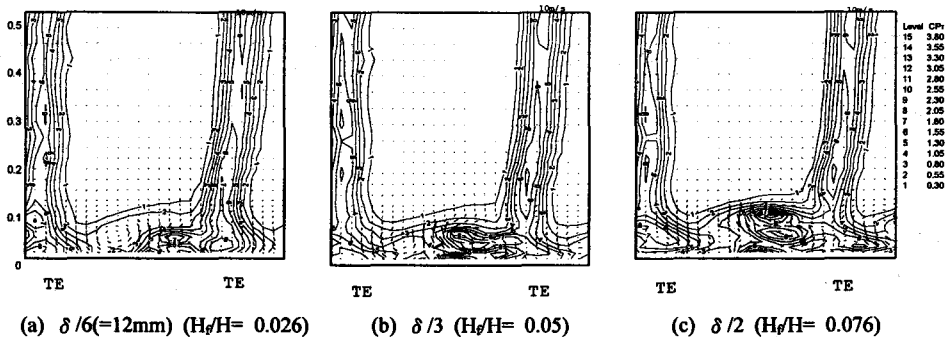 10m/s
10m/s
Level CPr
15 3.80
14 3.55
13 3.30
12 3.05
11 2.80
10 2.55
9 2.30
8 2.05
7 1.80
6 1.55
5 1.30
4 1.05
3 0.80
2 0.55
1 0.30
0.5
0.4
0.3
0.2
0.1
0
TE TE
TE TE
TE TE
(a) δ/6(=12mm) (Hf/H= 0.026)
(b) δ/3 (Hf/H= 0.05)
(c) δ/2 (Hf/H= 0.076)